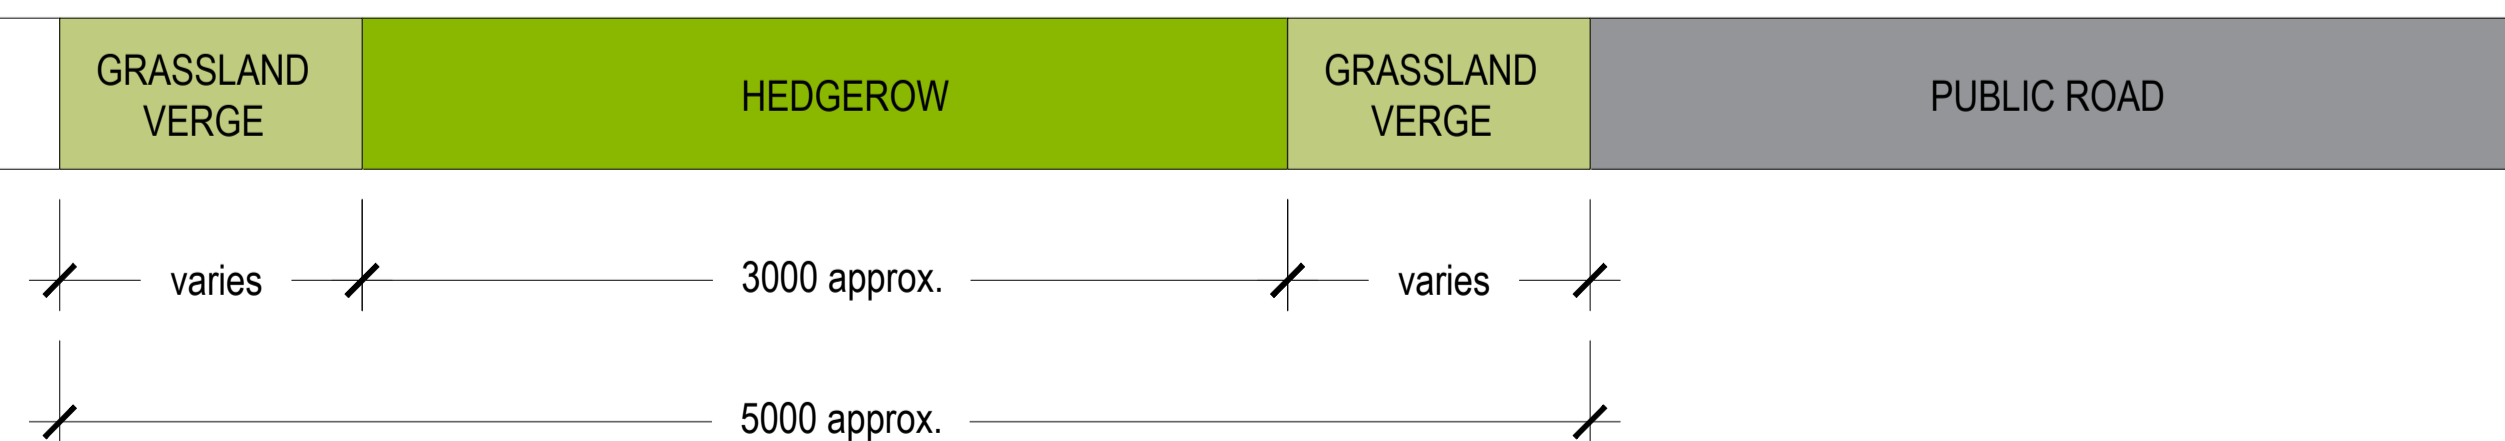 GRASSLAND
VERGE
HEDGEROW
GRASSLAND
VERGE
PUBLIC ROAD
varies
3000 approx.
varies
5000 approx.